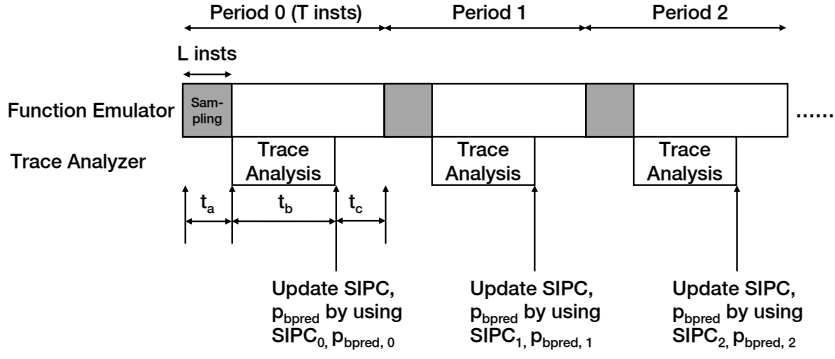 Period 0 (T insts)
Period 1
Period 2
L insts
Function Emulator
Sam-
pling
......
Trace Analyzer
Trace
Analysis
Trace
Analysis
Trace
Analysis
ta
tb
tc
Update SIPC,
pbpred by using
SIPC0, pbpred, 0
Update SIPC,
pbpred by using
SIPC1, pbpred, 1
Update SIPC,
pbpred by using
SIPC2, pbpred, 2